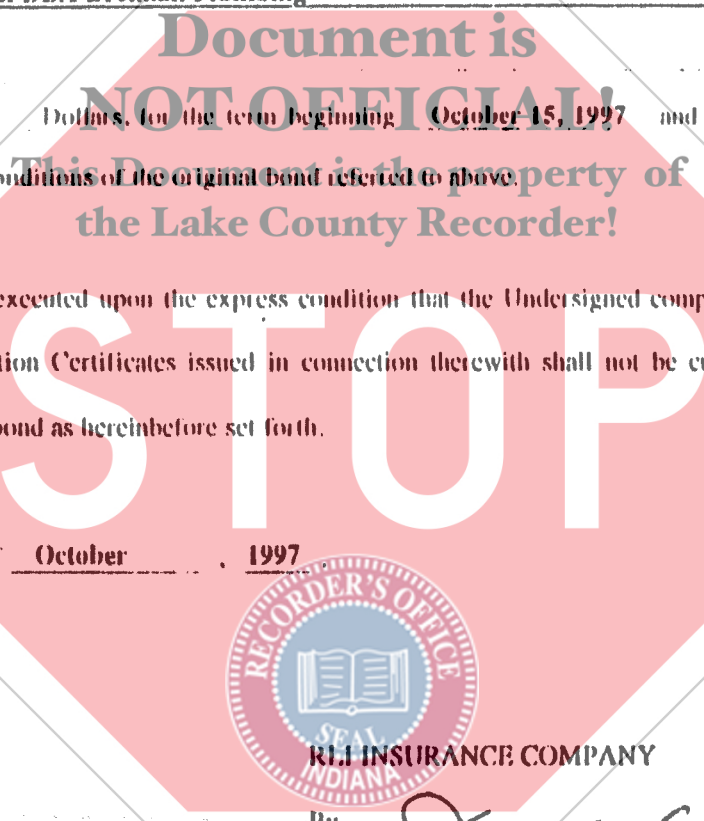 Document is
NOT OFFICIAL!
Dollars, for the term beginning October 15, 1997 and
This Document is the property of
onditions of the original bond referred to above.
the Lake County Recorder!
executed upon the express condition that the Undersigned comp
STOP
tion Certificates issued in connection therewith shall not be cu
bond as hereinbefore set forth.
October , 1997 .
RECORDER'S OFFICE
SEAL
INDIANA
RLI INSURANCE COMPANY
By